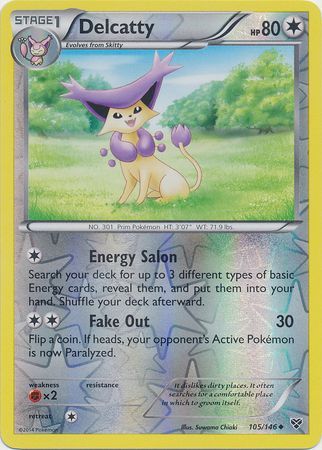 STAGE1 Delcatty HP 80
Evolves from Skitty
NO. 301 Prim Pokémon HT: 3'07" WT: 71.9 lbs.
Energy Salon
Search your deck for up to 3 different types of basic
Energy cards, reveal them, and put them into your
hand. Shuffle your deck afterward.
Fake Out 30
Flip a coin. If heads, your opponent's Active Pokémon
is now Paralyzed.
weakness resistance
×2
retreat
It dislikes dirty places. It often
searches for a comfortable place
in which to groom itself.
©2014 Pokémon Illus. Suwama Chiaki 105/146 XY